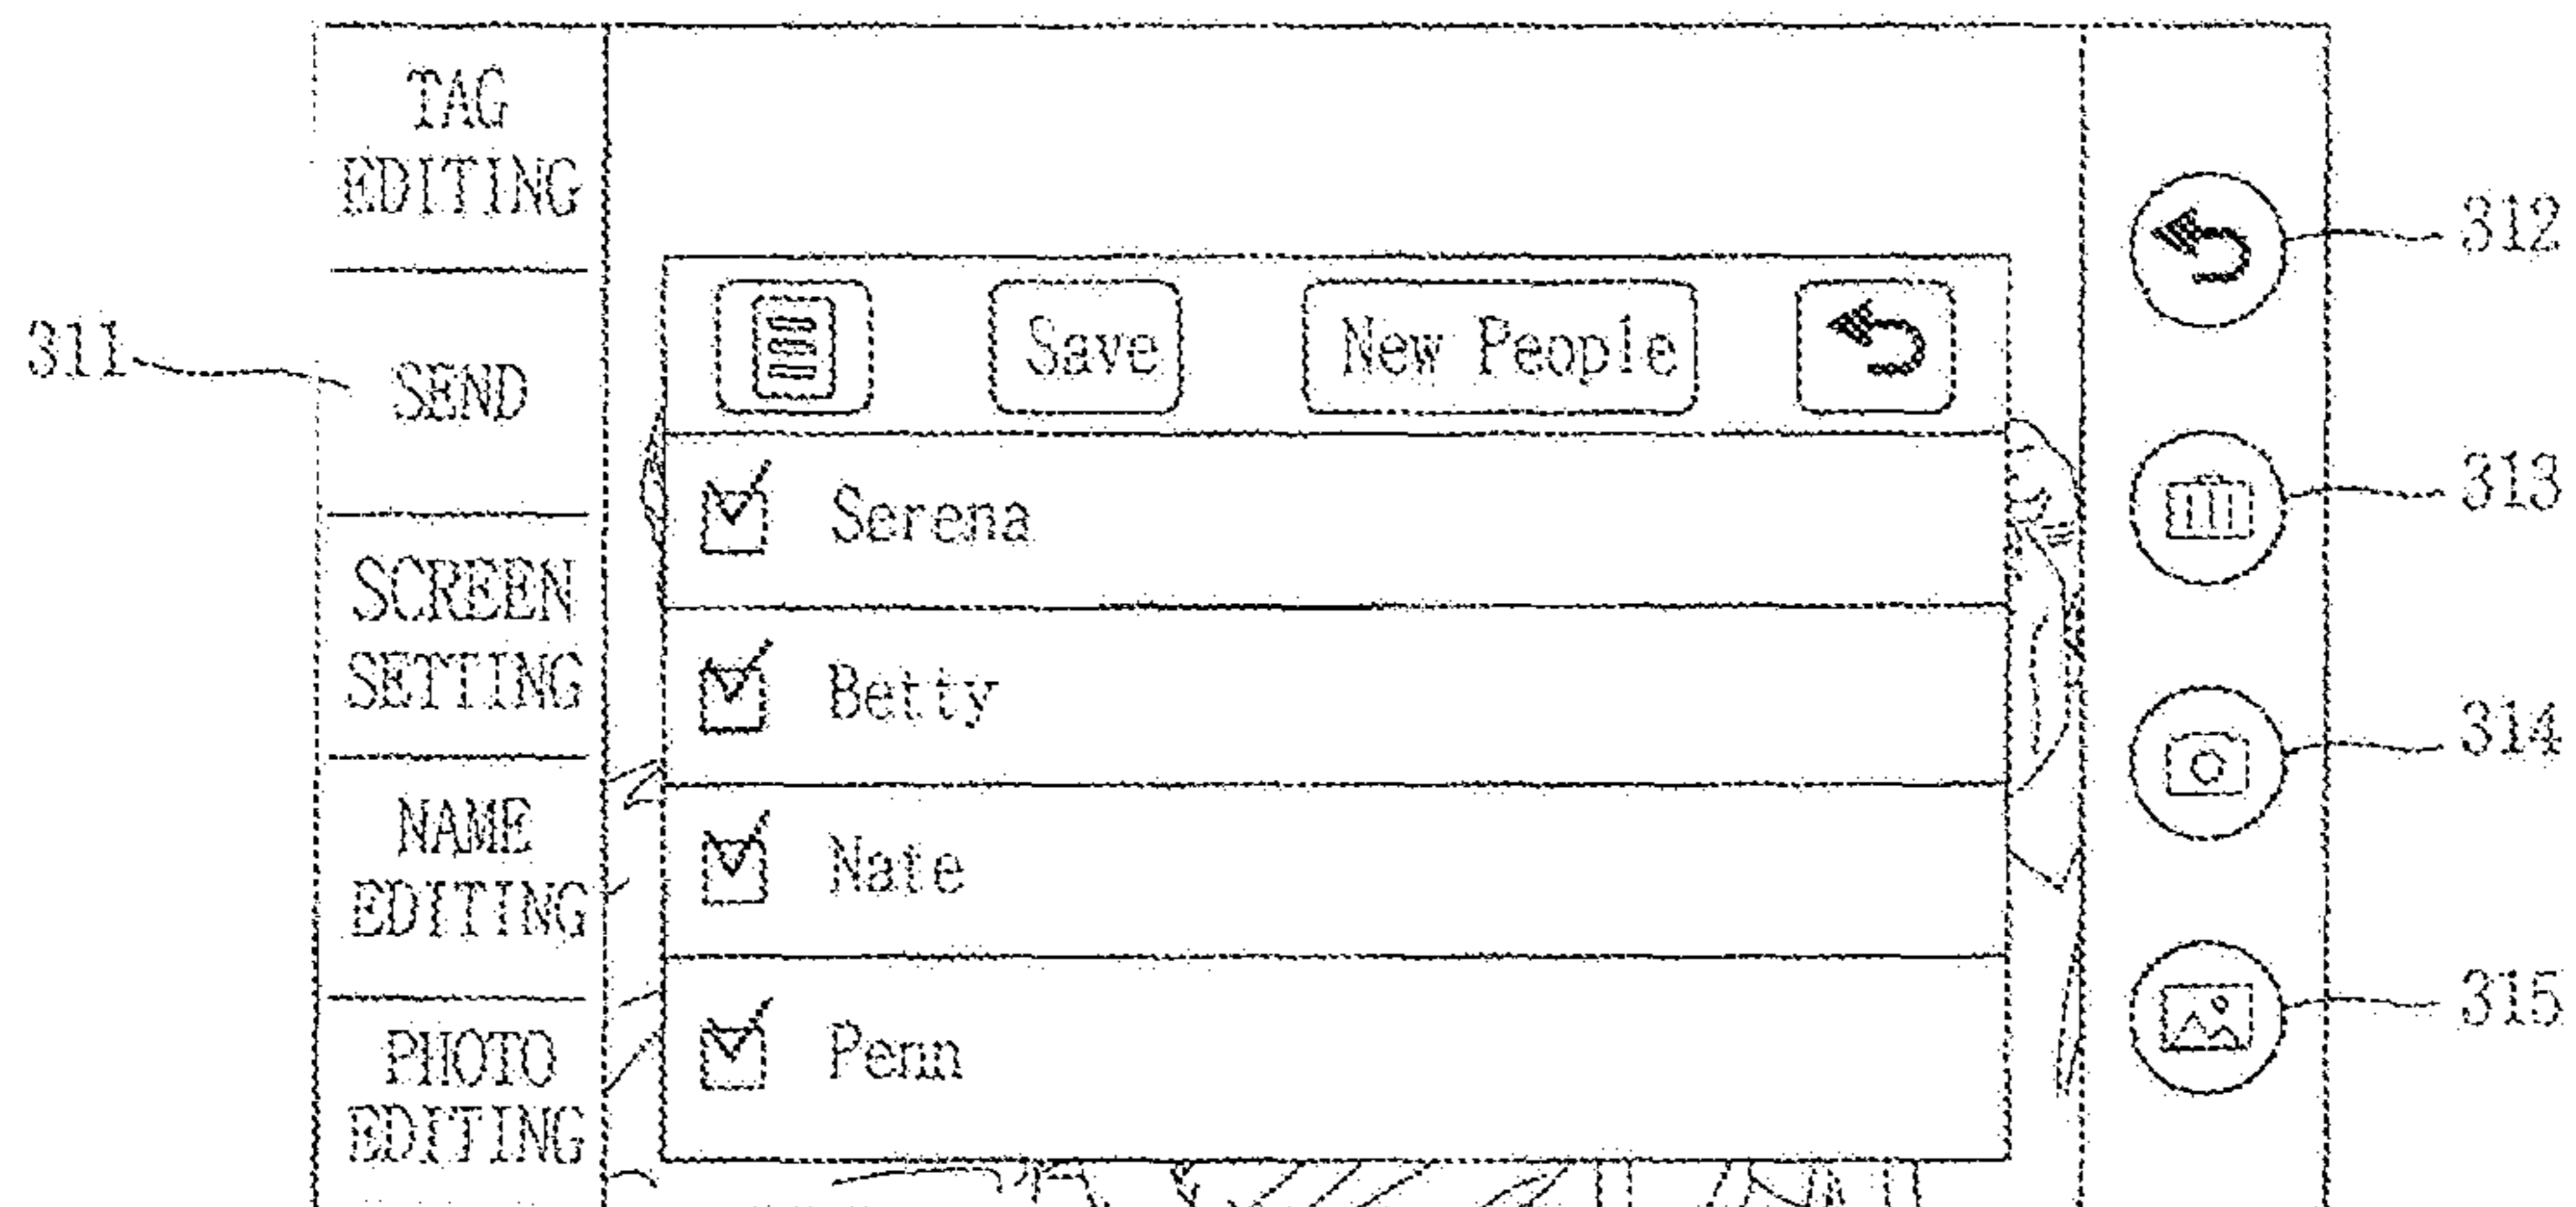 TAG
EDITING
311
SEND
SCREEN
SETTING
NAME
EDITING
PHOTO
EDITING
Save
New People
Serena
Betty
Nate
Penn
312
313
314
315